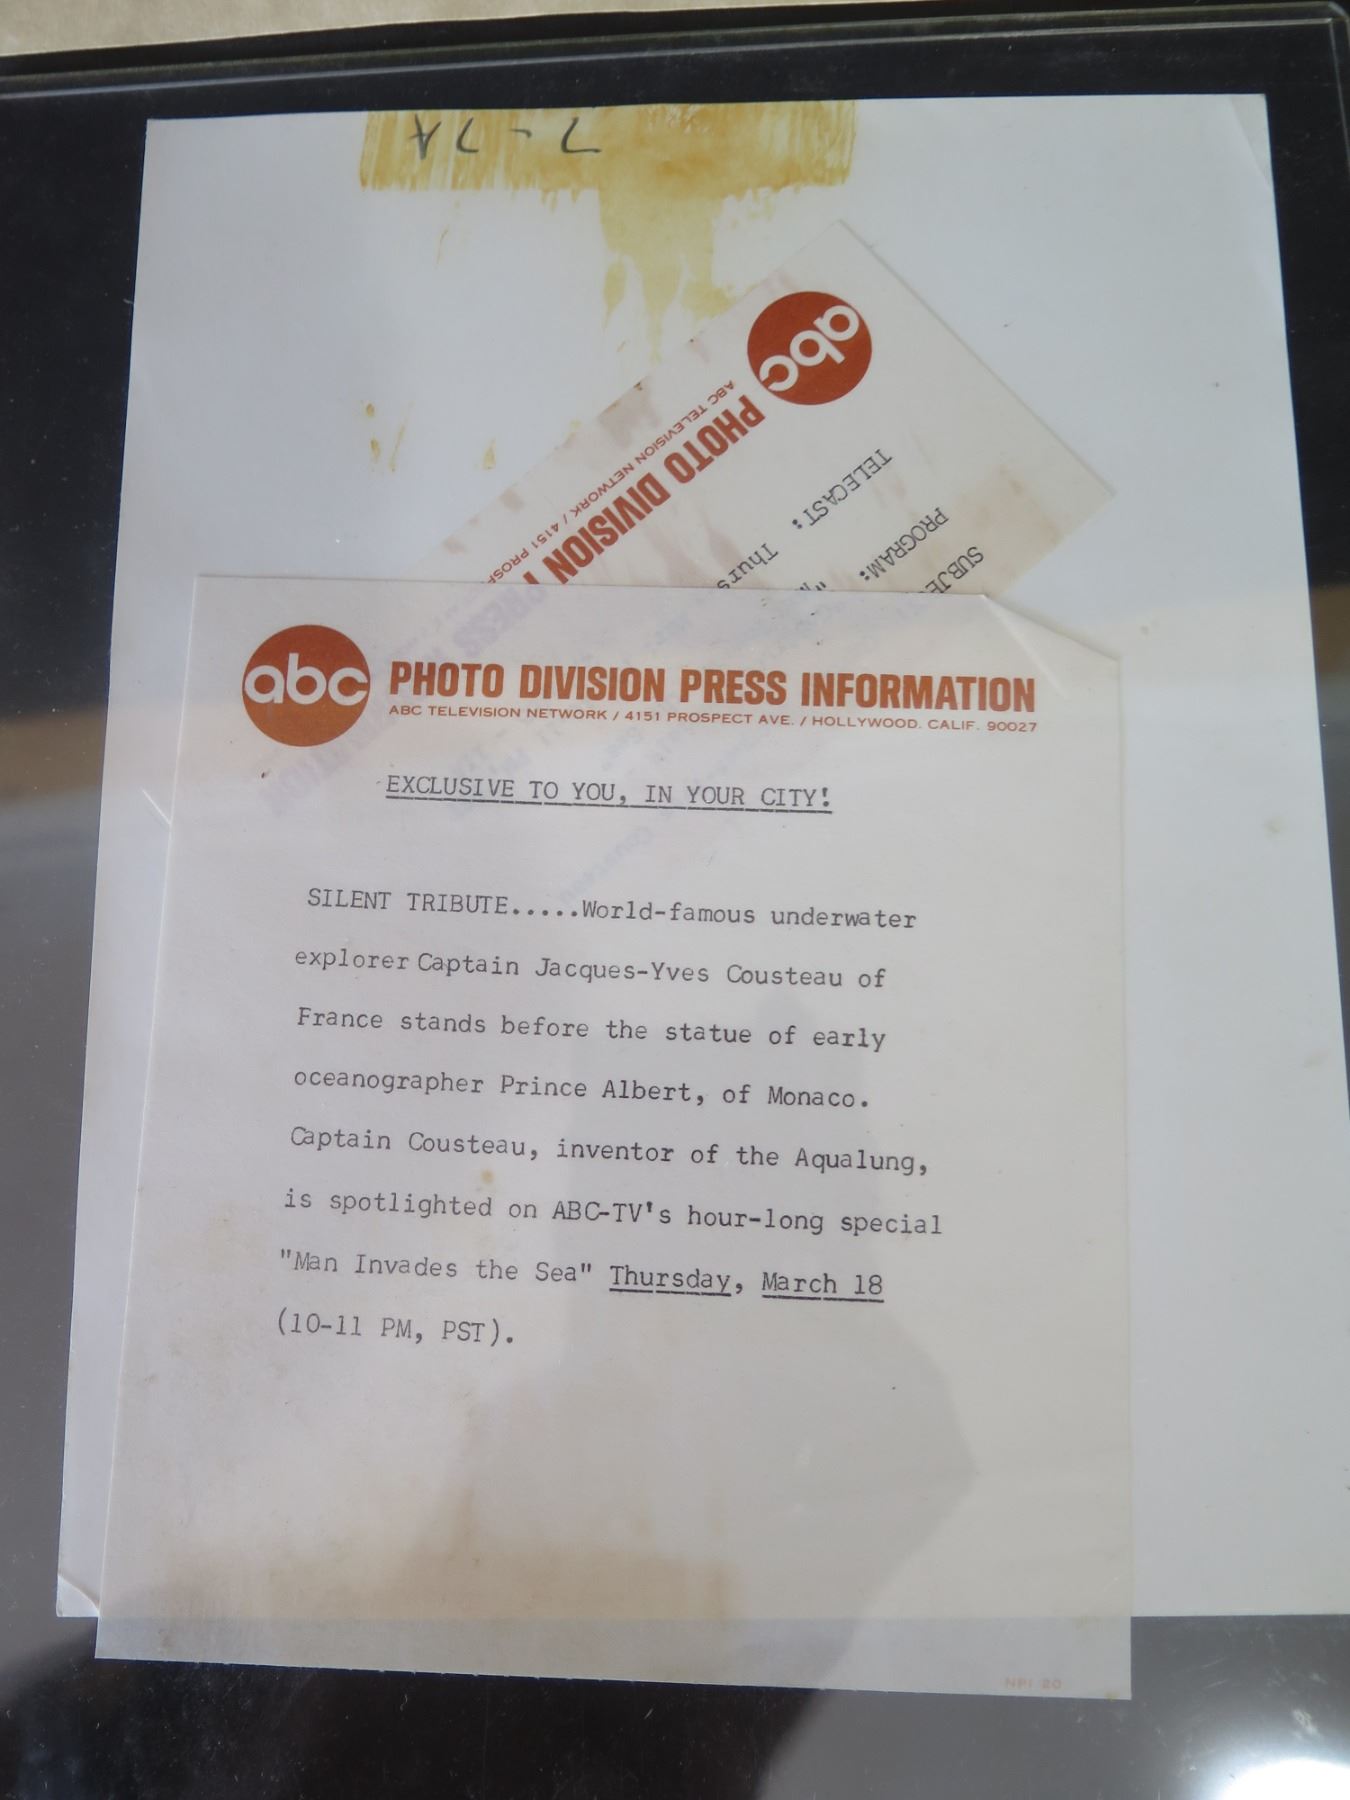 7-7A
abc
PHOTO DIVISION
ABC TELEVISION NETWORK / 4151
TELECAST:
PROGRAM:
abc PHOTO DIVISION PRESS INFORMATION
ABC TELEVISION NETWORK / 4151 PROSPECT AVE. / HOLLYWOOD. CALIF. 90027
EXCLUSIVE TO YOU, IN YOUR CITY!
SILENT TRIBUTE.....World-famous underwater
explorer Captain Jacques-Yves Cousteau of
France stands before the statue of early
oceanographer Prince Albert, of Monaco.
Captain Cousteau, inventor of the Aqualung,
is spotlighted on ABC-TV's hour-long special
"Man Invades the Sea" Thursday, March 18
(10-11 PM, PST).
NPI 20